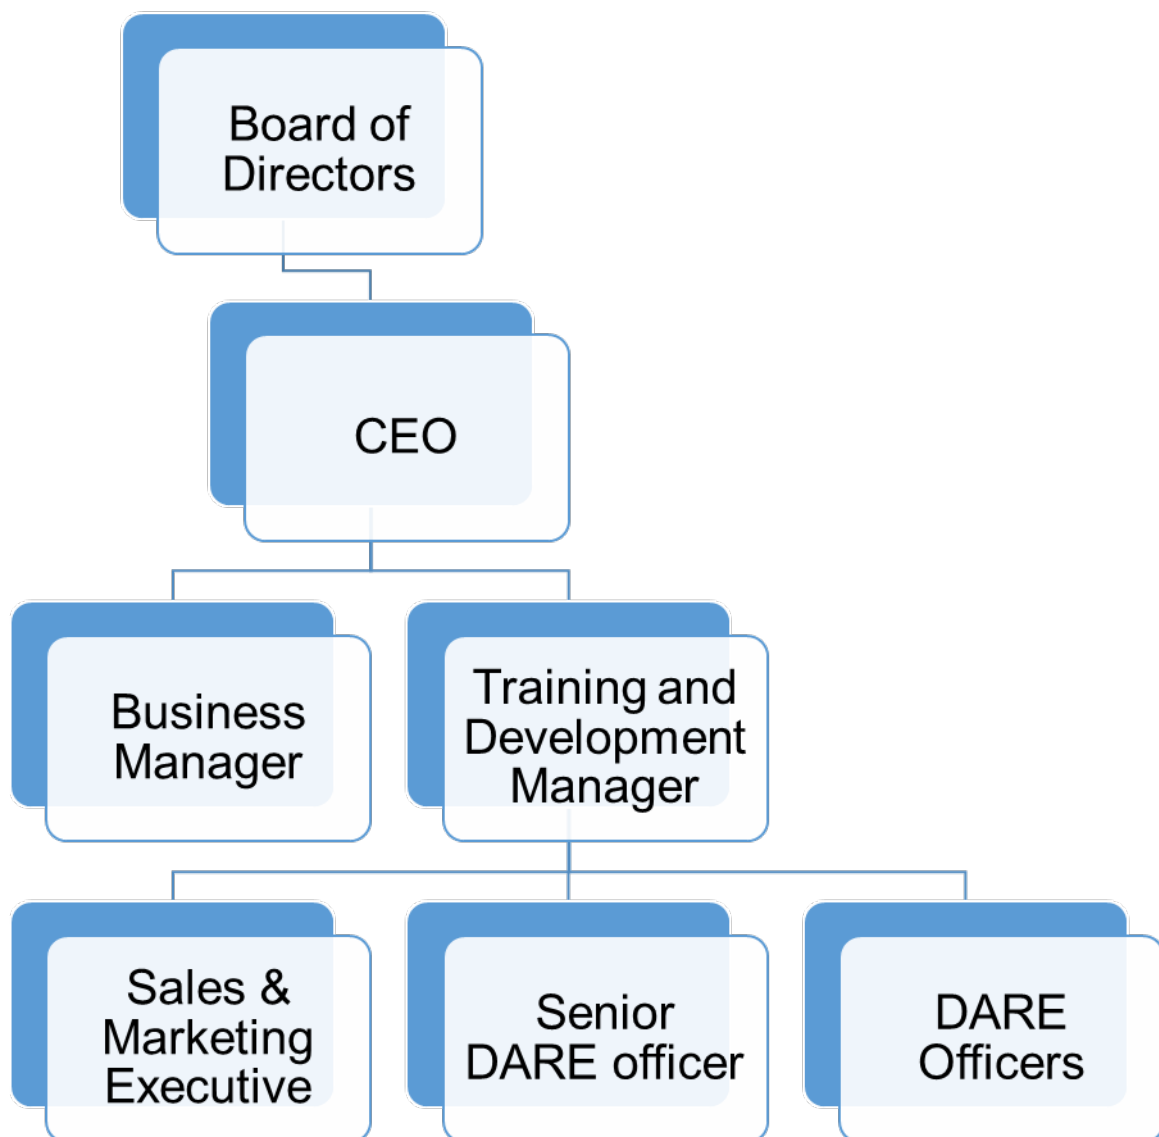 Board of
Directors
CEO
Business
Manager
Training and
Development
Manager
Sales &
Marketing
Executive
Senior
DARE officer
DARE
Officers